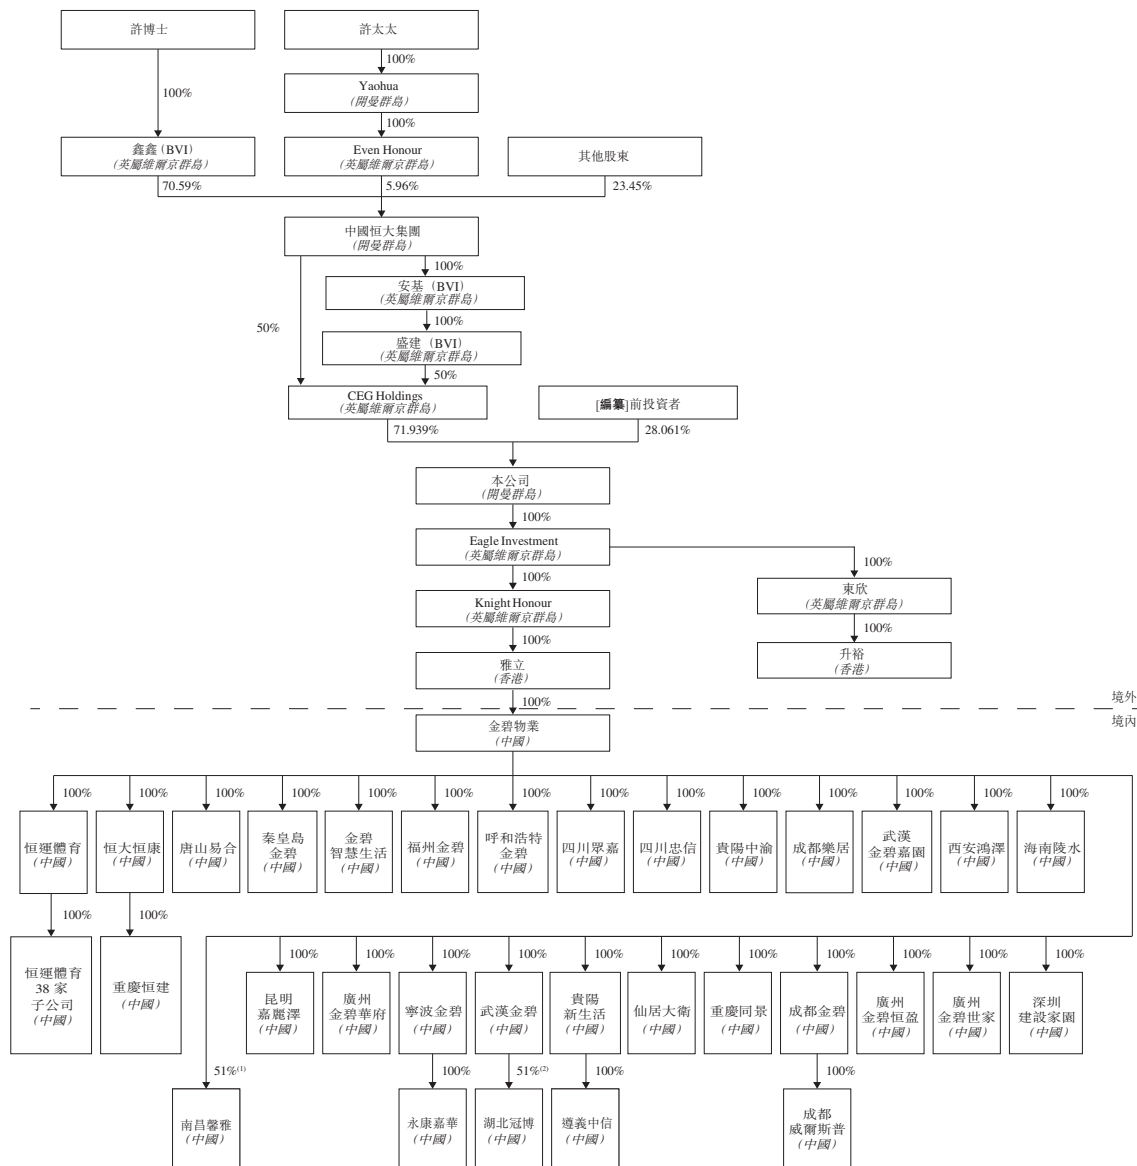 許博士
許太太
100%
Yaohua
(開曼群島)
100%
100%
鑫鑫 (BVI)
(英屬維爾京群島)
Even Honour
(英屬維爾京群島)
其他股東
70.59%
5.96%
23.45%
中國恒大集團
(開曼群島)
100%
安基 (BVI)
(英屬維爾京群島)
100%
50%
盛建 (BVI)
(英屬維爾京群島)
50%
CEG Holdings
(英屬維爾京群島)
[編纂]前投資者
71.939%
28.061%
本公司
(開曼群島)
100%
Eagle Investment
(英屬維爾京群島)
100%
100%
Knight Honour
(英屬維爾京群島)
東欣
(英屬維爾京群島)
100%
100%
雅立
(香港)
升裕
(香港)
100%
境外
境內
金碧物業
(中國)
100%
100%
100%
100%
100%
100%
100%
100%
100%
100%
100%
100%
100%
100%
恒運體育
(中國)
恒大恒康
(中國)
唐山易合
(中國)
秦皇島
金碧
(中國)
金碧
智慧生活
(中國)
福州金碧
(中國)
呼和浩特
金碧
(中國)
四川眾嘉
(中國)
四川忠信
(中國)
貴陽中渝
(中國)
成都樂居
(中國)
武漢
金碧嘉園
(中國)
西安鴻澤
(中國)
海南陵水
(中國)
100%
100%
恒運體育
38 家
子公司
(中國)
重慶恒建
(中國)
100%
100%
100%
100%
100%
100%
100%
100%
100%
100%
100%
昆明
嘉麗澤
(中國)
廣州
金碧華府
(中國)
寧波金碧
(中國)
武漢金碧
(中國)
貴陽
新生活
(中國)
仙居大衛
(中國)
重慶同景
(中國)
成都金碧
(中國)
廣州
金碧恒盈
(中國)
廣州
金碧世家
(中國)
深圳
建設家園
(中國)
51%(1)
100%
51%(2)
100%
100%
南昌馨雅
(中國)
永康嘉華
(中國)
湖北冠博
(中國)
遵義中信
(中國)
成都
威爾斯普
(中國)